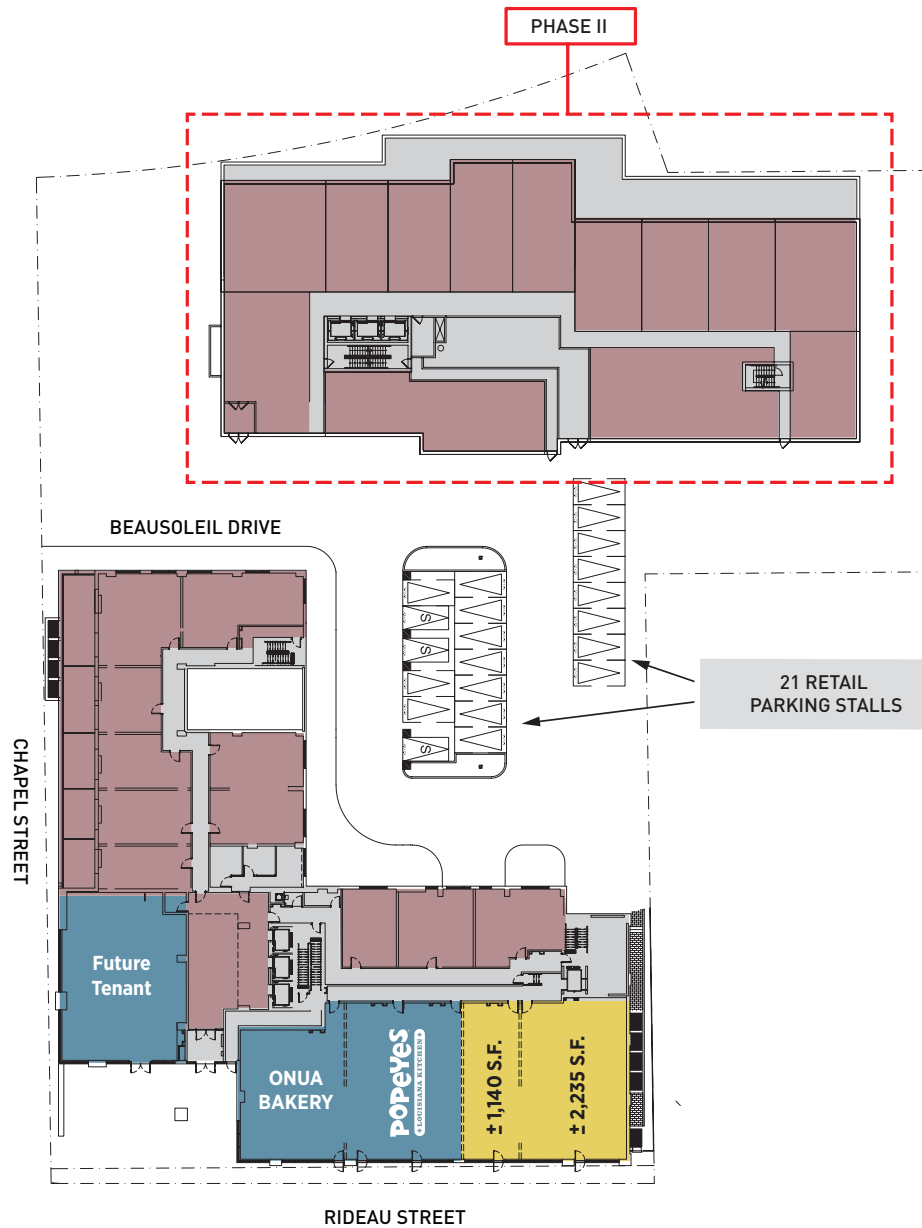 PHASE II
BEAUSOLEIL DRIVE
S
S
S
21 RETAIL
PARKING STALLS
CHAPEL STREET
Future
Tenant
ONUA
BAKERY
POPEYES
LOUISIANA KITCHEN
± 1,140 S.F.
± 2,235 S.F.
RIDEAU STREET